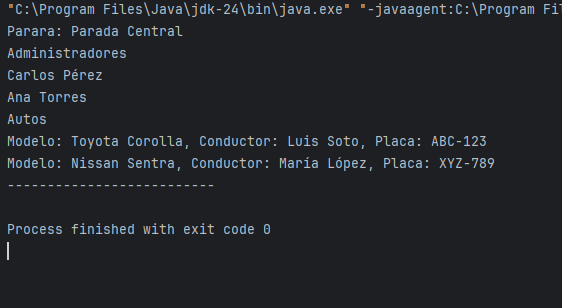 "C:\Program Files\Java\jdk-24\bin\java.exe" "-javaagent:C:\Program Fil
Parara: Parada Central
Administradores
Carlos Pérez
Ana Torres
Autos
Modelo: Toyota Corolla, Conductor: Luis Soto, Placa: ABC-123
Modelo: Nissan Sentra, Conductor: María López, Placa: XYZ-789
--------------------------
Process finished with exit code 0